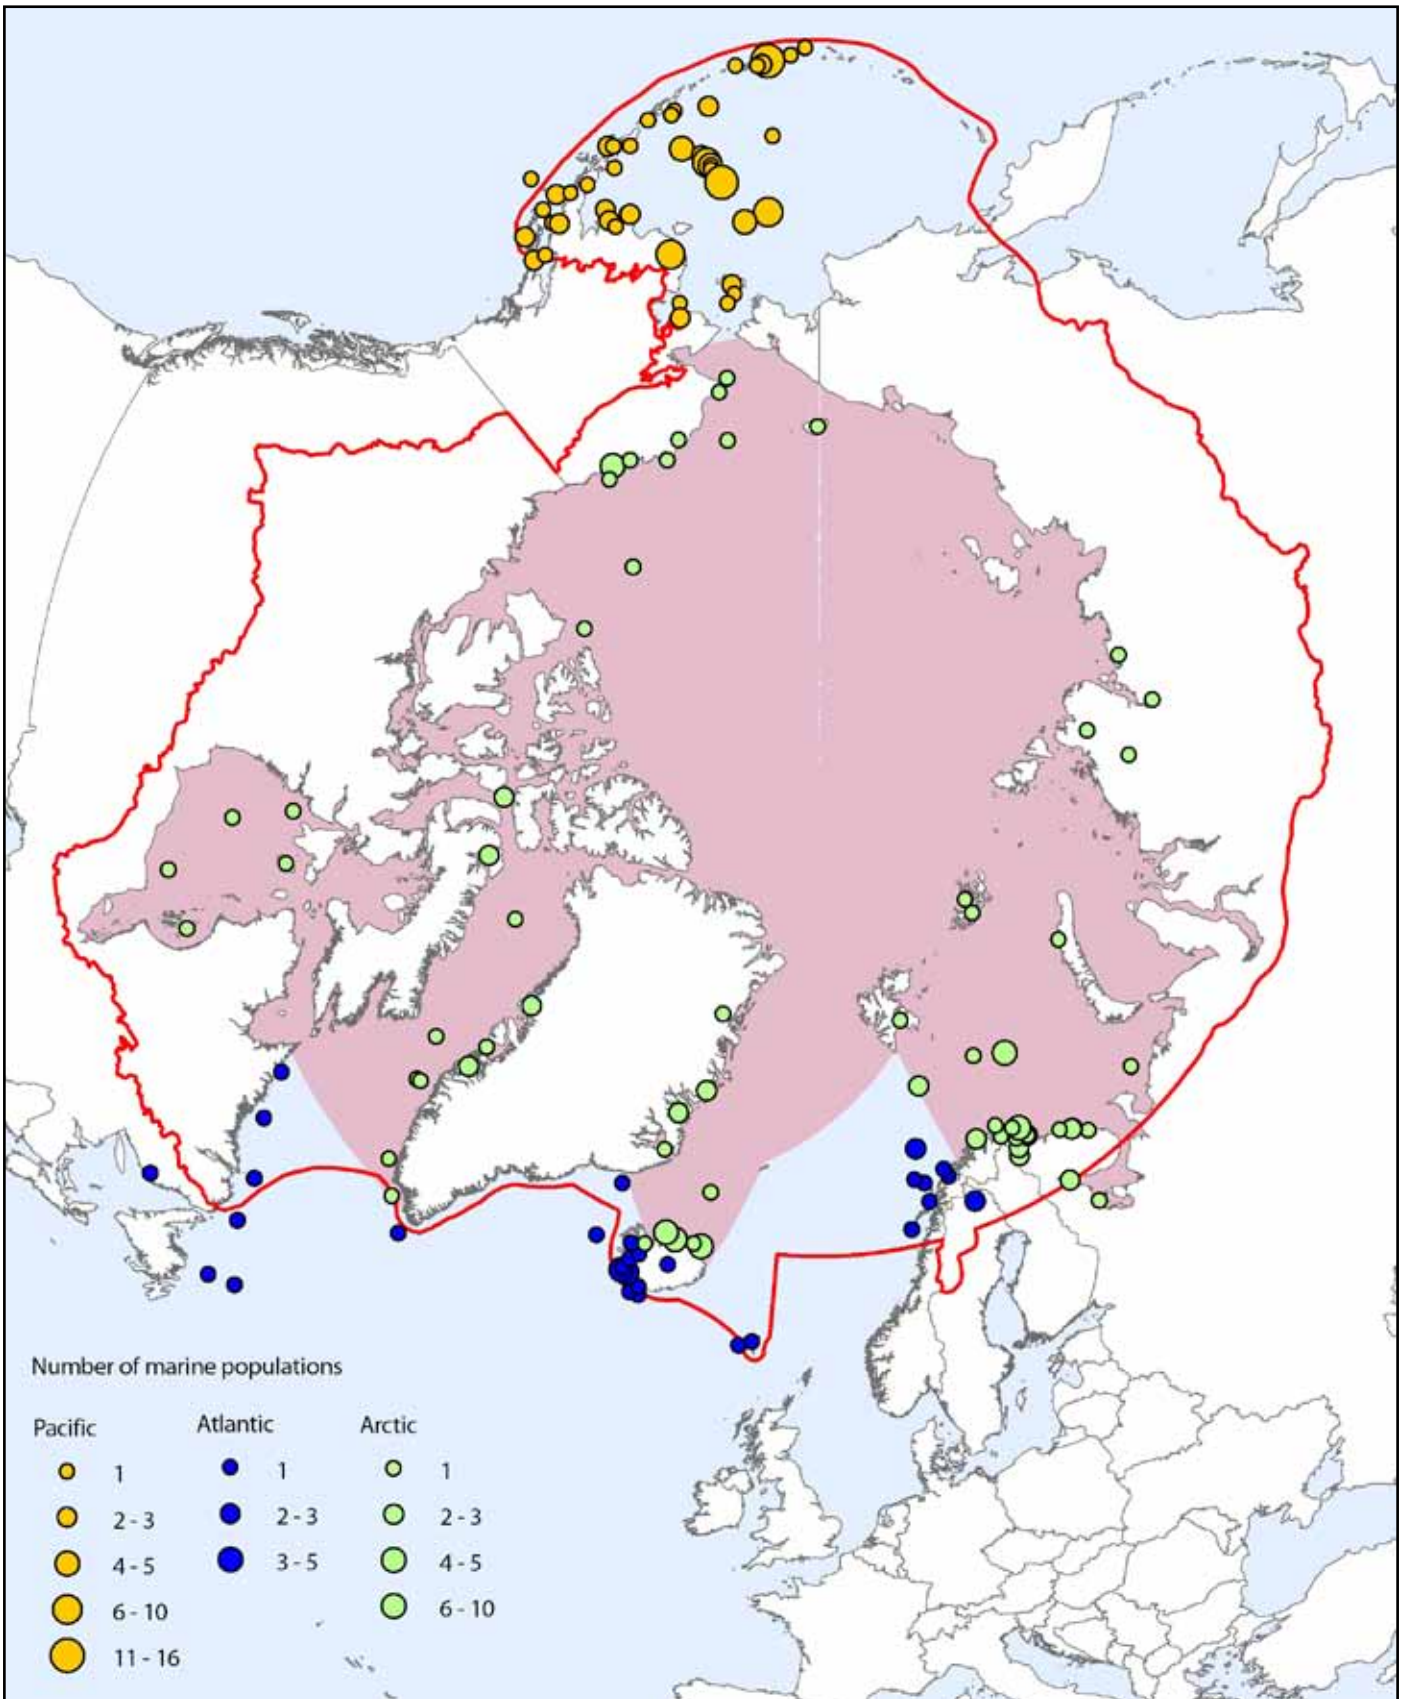 Number of marine populations
Pacific Atlantic Arctic
1 1 1
2 - 3 2 - 3 2 - 3
4 - 5 3 - 5 4 - 5
6 - 10 6 - 10
11 - 16